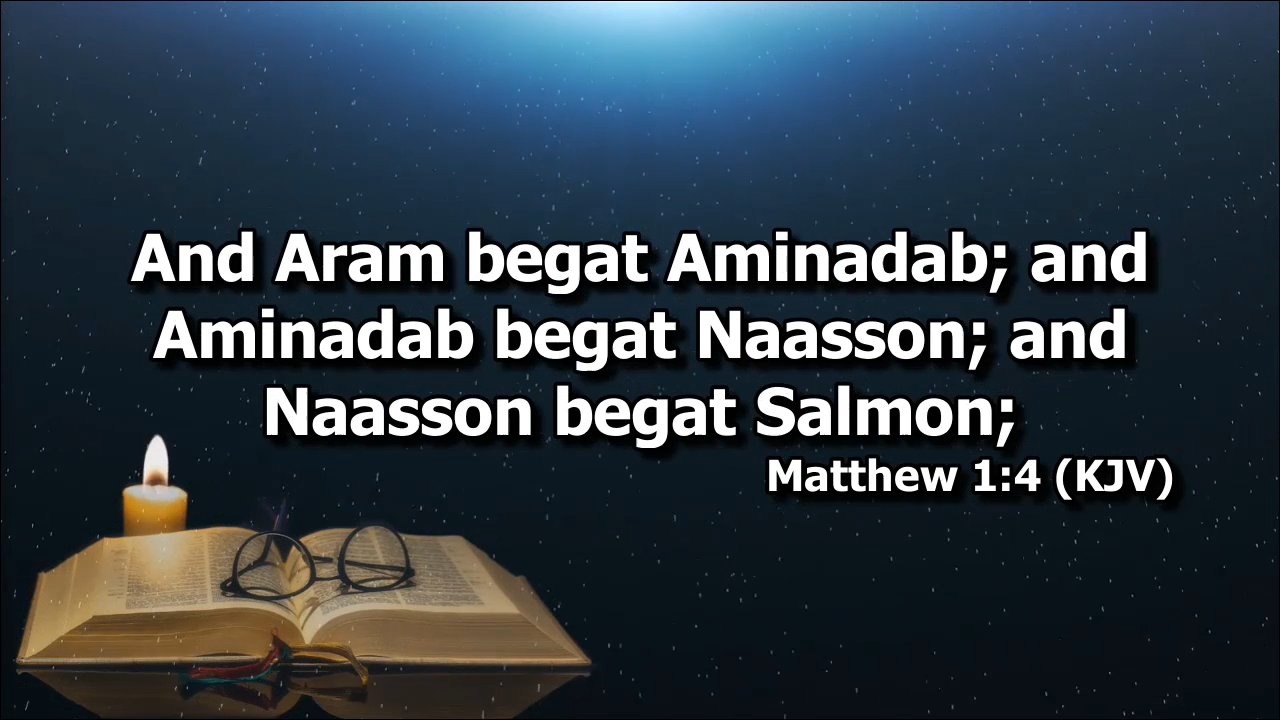 And Aram begat Aminadab; and
Aminadab begat Naasson; and
Naasson begat Salmon;
Matthew 1:4 (KJV)